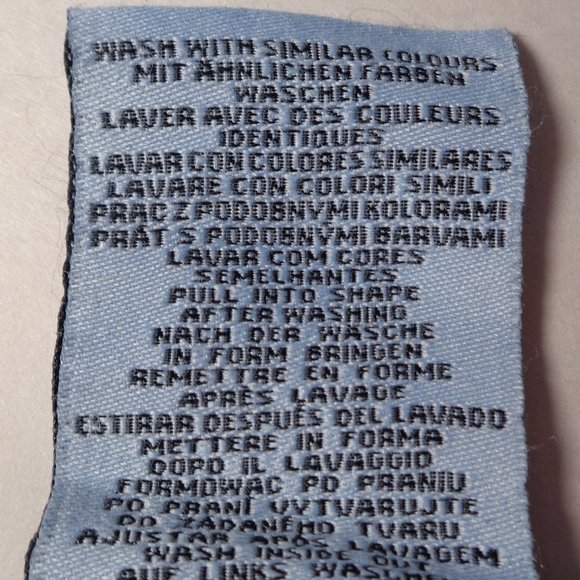 WASH WITH SIMILAR COLOURS
MIT ÄHNLICHEN FARBEN
WASCHEN
LAVER AVEC DES COULEURS
IDENTIQUES
LAVAR CON COLORES SIMILARES
LAVARE CON COLORI SIMILI
PRAĆ Z PODOBNYMI KOLORAMI
PRÁT S PODOBNÝMI BARVAMI
LAVAR COM CORES
SEMELHANTES
PULL INTO SHAPE
AFTER WASHING
NACH DER WÄSCHE
IN FORM BRINGEN
REMETTRE EN FORME
APRÈS LAVAGE
ESTIRAR DESPUÉS DEL LAVADO
METTERE IN FORMA
DOPO IL LAVAGGIO
FORMOWAĆ PO PRANIU
PO PRANÍ VYTVARUJTE
DO ŽÁDANÉHO TVARU
AJUSTAR APÓS LAVAGEM
WASH INSIDE OUT
AUF LINKS